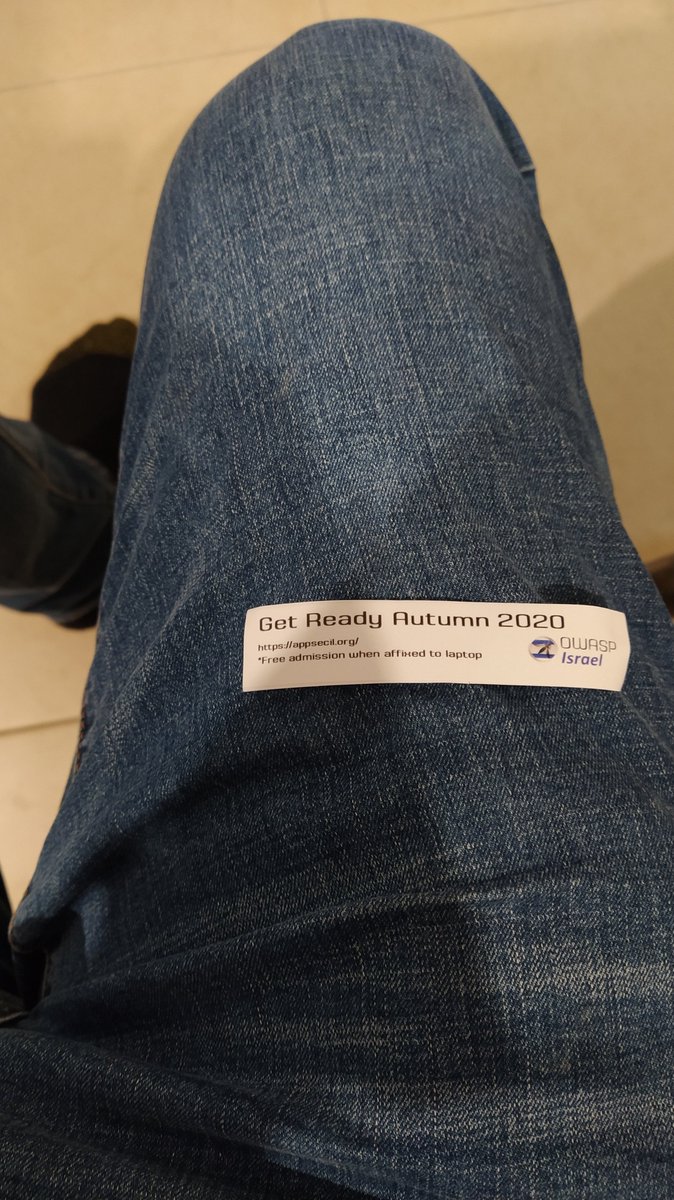 Get Ready Autumn 2020
https://appsecil.org/
*Free admission when affixed to laptop
OWASP
Israel